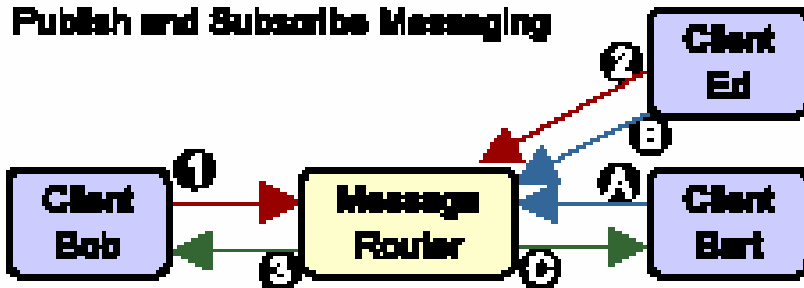 Publish and Subscribe Messaging
Client
Ed
2
B
1
A
Client
Bob
Message
Router
Client
Bart
3
C